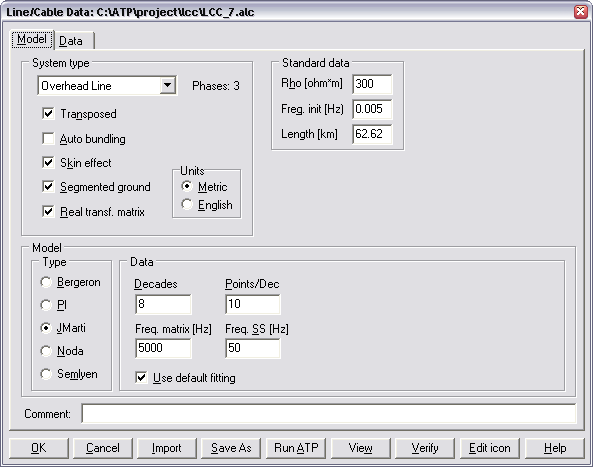 Line/Cable Data: C:\ATP\project\lcc\LCC_7.alc
Model Data
System type
Overhead Line Phases: 3
Transposed
Auto bundling
Skin effect
Segmented ground
Real transf. matrix
Units
Metric
English
Standard data
Rho [ohm*m] 300
Freq. init [Hz] 0.005
Length [km] 62.62
Model
Type
Bergeron
PI
JMarti
Noda
Semlyen
Data
Decades Points/Dec
8 10
Freq. matrix [Hz] Freq. SS [Hz]
5000 50
Use default fitting
Comment:
OK Cancel Import Save As Run ATP View Verify Edit icon Help